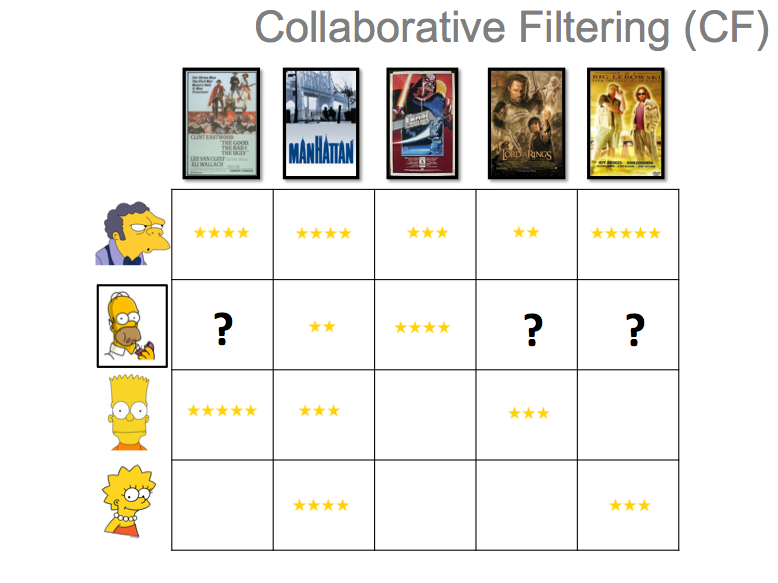 Collaborative Filtering (CF)
CLINT EASTWOOD
"THE GOOD,
THE BAD &
THE UGLY"
LEE VAN CLEEF
ELI WALLACH
MANHATTAN
EMPIRE
THE LORD OF THE RINGS
BIG LEBOWSKI
JEFF BRIDGES JOHN GOODMAN
? ? ?